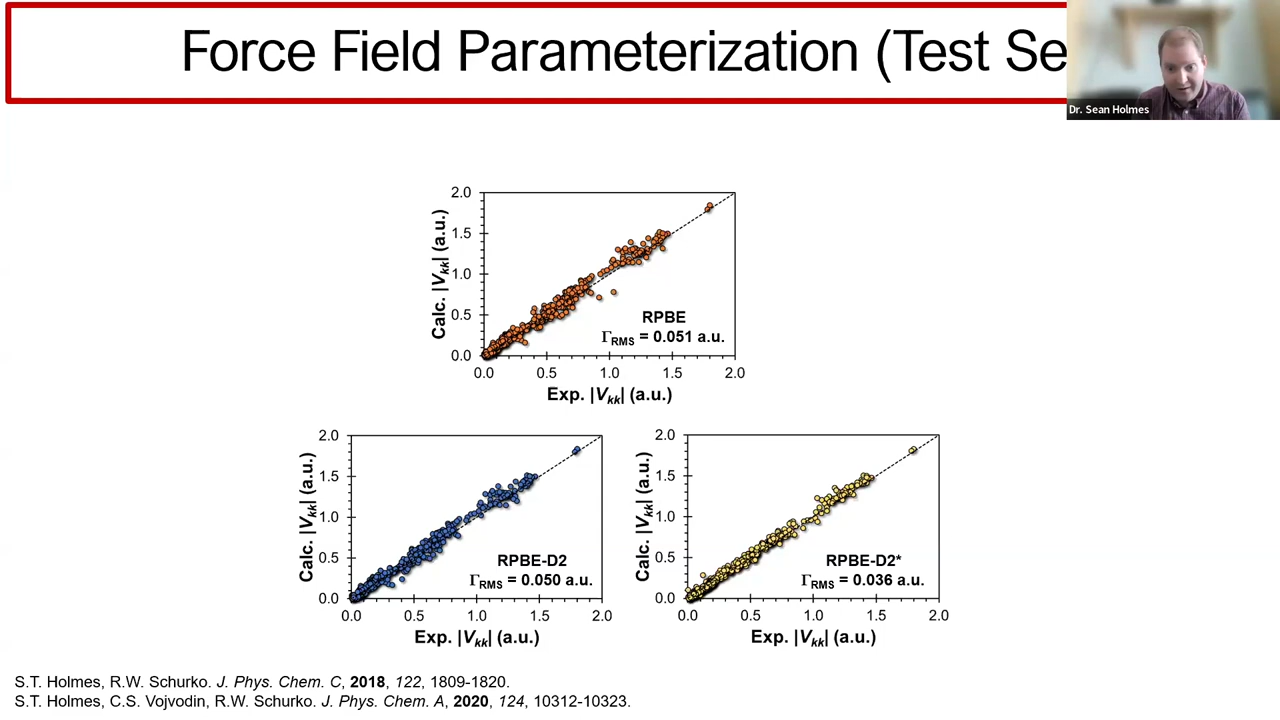 Force Field Parameterization (Test Se
Dr. Sean Holmes
2.0
1.5
1.0
0.5
0.0
Calc. |Vkk| (a.u.)
RPBE
ΓRMS = 0.051 a.u.
0.0 0.5 1.0 1.5 2.0
Exp. |Vkk| (a.u.)
2.0
1.5
1.0
0.5
0.0
Calc. |Vkk| (a.u.)
RPBE-D2
ΓRMS = 0.050 a.u.
0.0 0.5 1.0 1.5 2.0
Exp. |Vkk| (a.u.)
2.0
1.5
1.0
0.5
0.0
Calc. |Vkk| (a.u.)
RPBE-D2*
ΓRMS = 0.036 a.u.
0.0 0.5 1.0 1.5 2.0
Exp. |Vkk| (a.u.)
S.T. Holmes, R.W. Schurko. J. Phys. Chem. C, 2018, 122, 1809-1820.
S.T. Holmes, C.S. Vojvodin, R.W. Schurko. J. Phys. Chem. A, 2020, 124, 10312-10323.